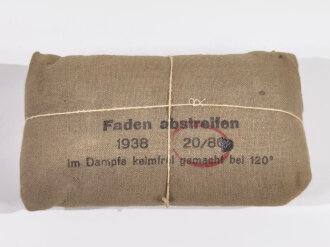 Faden abstreifen
1938 20/80
im Dampfe keimfrei gemacht bei 120°